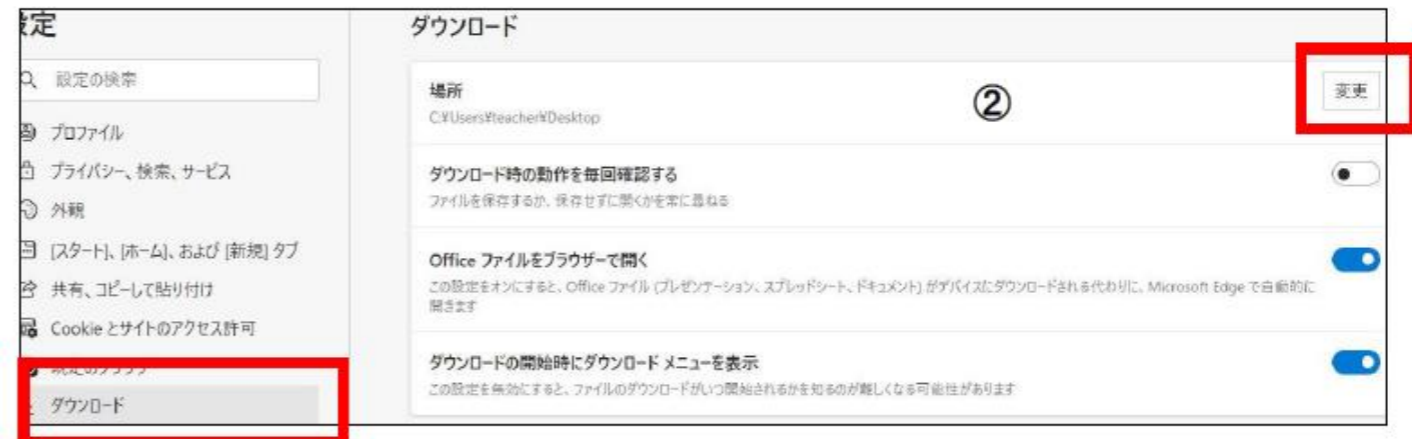 設定
ダウンロード
設定の検索
場所
C:¥Users¥teacher¥Desktop
②
変更
プロファイル
プライバシー、検索、サービス
ダウンロード時の動作を毎回確認する
ファイルを保存するか、保存せずに開くかを常に尋ねる
外観
[スタート]、[ホーム]、および [新規] タブ
Office ファイルをブラウザーで開く
この設定をオンにすると、Office ファイル (プレゼンテーション、スプレッドシート、ドキュメント) がデバイスにダウンロードされる代わりに、Microsoft Edge で自動的に
開きます
共有、コピーして貼り付け
Cookie とサイトのアクセス許可
既定のブラウザー
ダウンロードの開始時にダウンロード メニューを表示
この設定を無効にすると、ファイルのダウンロードがいつ開始されるかを知るのが難しくなる可能性があります
ダウンロード